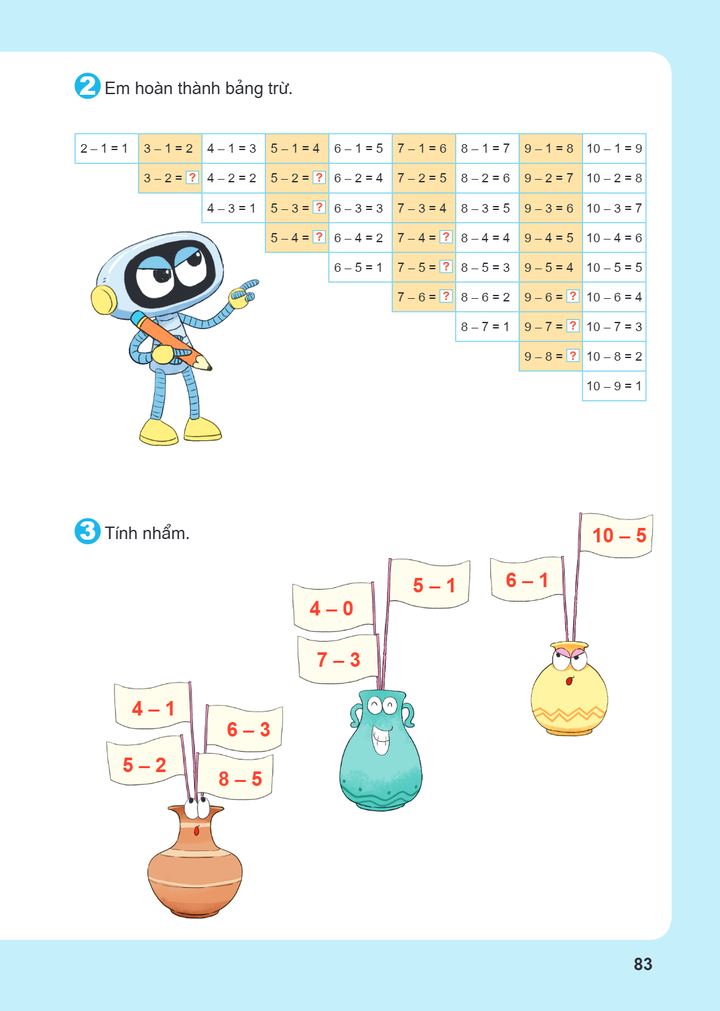 2 Em hoàn thành bảng trừ.
2 – 1 = 1 3 – 1 = 2 4 – 1 = 3 5 – 1 = 4 6 – 1 = 5 7 – 1 = 6 8 – 1 = 7 9 – 1 = 8 10 – 1 = 9
3 – 2 = ? 4 – 2 = 2 5 – 2 = ? 6 – 2 = 4 7 – 2 = 5 8 – 2 = 6 9 – 2 = 7 10 – 2 = 8
4 – 3 = 1 5 – 3 = ? 6 – 3 = 3 7 – 3 = 4 8 – 3 = 5 9 – 3 = 6 10 – 3 = 7
5 – 4 = ? 6 – 4 = 2 7 – 4 = ? 8 – 4 = 4 9 – 4 = 5 10 – 4 = 6
6 – 5 = 1 7 – 5 = ? 8 – 5 = 3 9 – 5 = 4 10 – 5 = 5
7 – 6 = ? 8 – 6 = 2 9 – 6 = ? 10 – 6 = 4
8 – 7 = 1 9 – 7 = ? 10 – 7 = 3
9 – 8 = ? 10 – 8 = 2
10 – 9 = 1
3 Tính nhẩm.
4 – 1
6 – 3
5 – 2
8 – 5
5 – 1
4 – 0
7 – 3
10 – 5
6 – 1
83